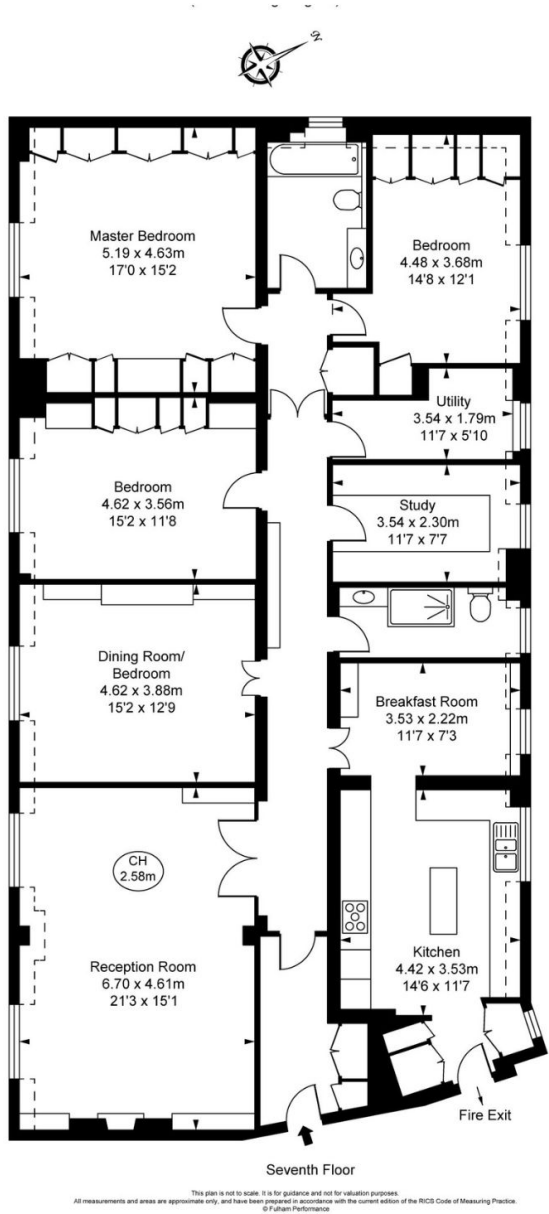 N
Master Bedroom
5.19 x 4.63m
17'0 x 15'2
Bedroom
4.48 x 3.68m
14'8 x 12'1
Utility
3.54 x 1.79m
11'7 x 5'10
Bedroom
4.62 x 3.56m
15'2 x 11'8
Study
3.54 x 2.30m
11'7 x 7'7
Dining Room/
Bedroom
4.62 x 3.88m
15'2 x 12'9
Breakfast Room
3.53 x 2.22m
11'7 x 7'3
CH
2.58m
Reception Room
6.70 x 4.61m
21'3 x 15'1
Kitchen
4.42 x 3.53m
14'6 x 11'7
Fire Exit
Seventh Floor
This plan is not to scale. It is for guidance and not for valuation purposes.
All measurements and areas are approximate only, and have been prepared in accordance with the current edition of the RICS Code of Measuring Practice.
© Fulham Performance